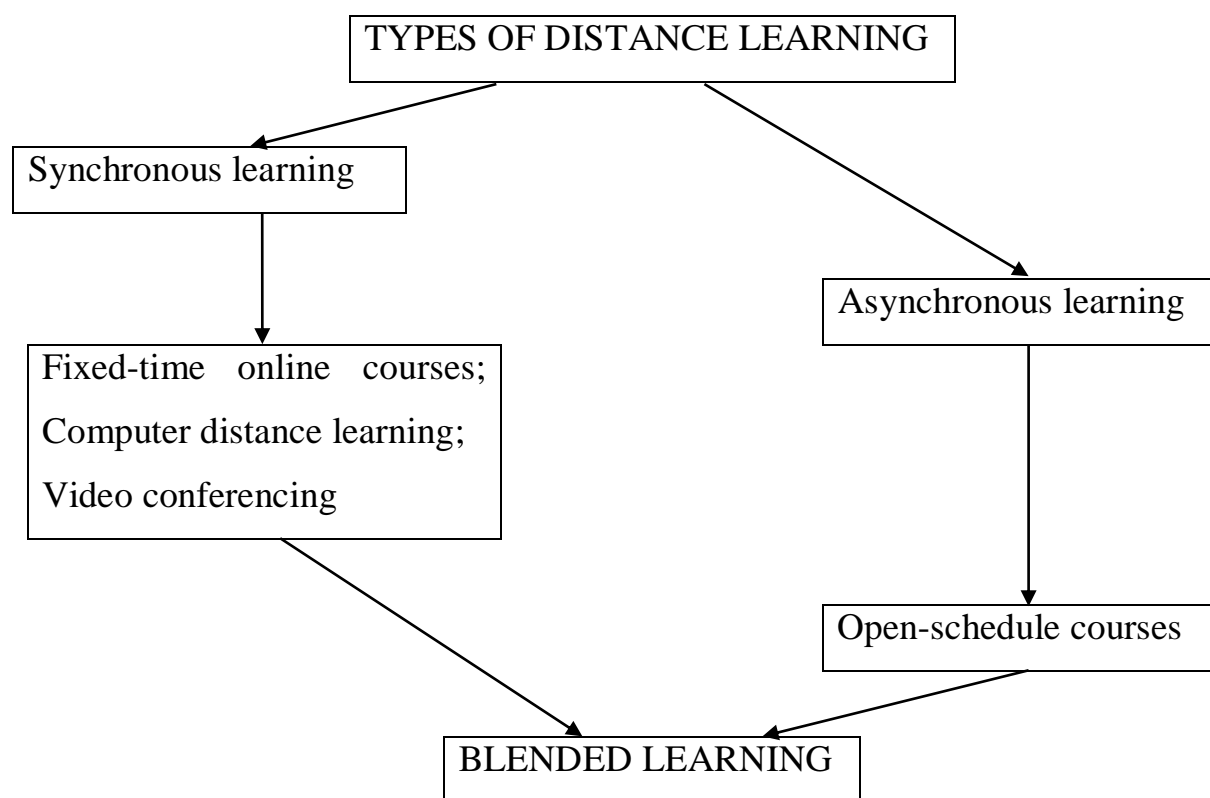 TYPES OF DISTANCE LEARNING
Synchronous learning
Asynchronous learning
Fixed-time online courses;
Computer distance learning;
Video conferencing
Open-schedule courses
BLENDED LEARNING